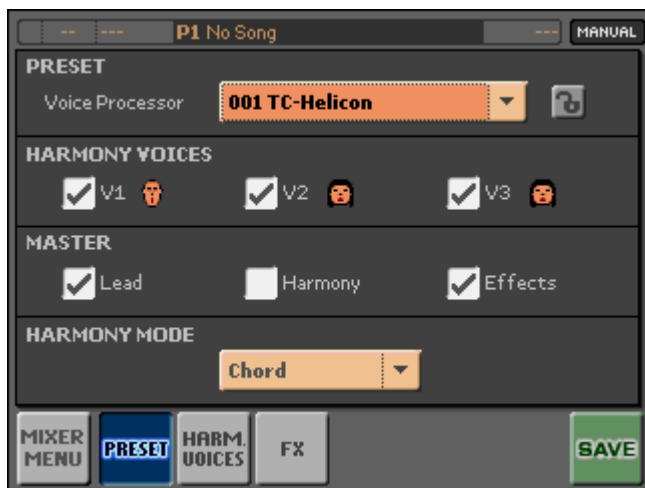 -- --- P1 No Song --- MANUAL
PRESET
Voice Processor 001 TC-Helicon
HARMONY VOICES
V1 V2 V3
MASTER
Lead Harmony Effects
HARMONY MODE
Chord
MIXER MENU PRESET HARM. VOICES FX SAVE